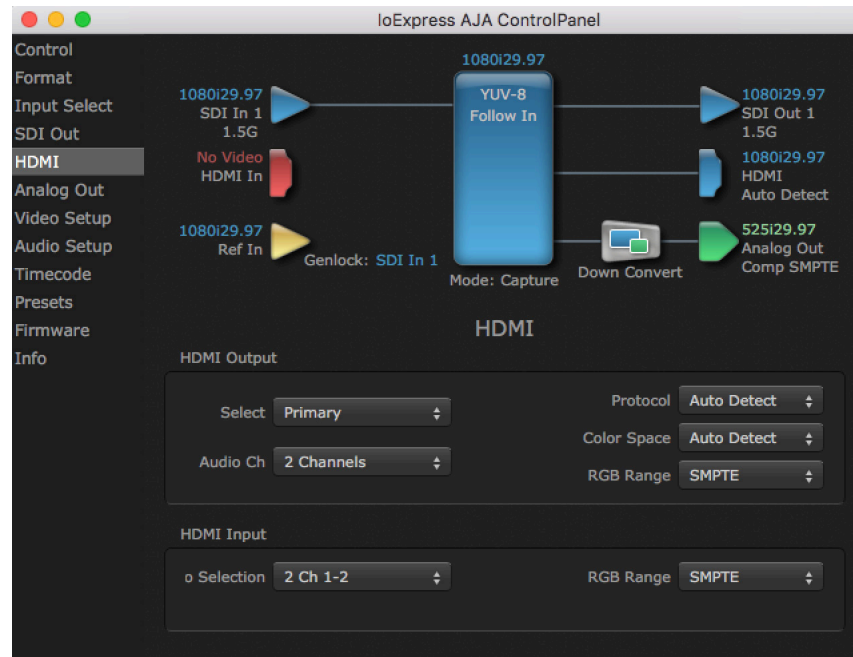 IoExpress AJA ControlPanel
Control
Format
Input Select
SDI Out
HDMI
Analog Out
Video Setup
Audio Setup
Timecode
Presets
Firmware
Info
1080i29.97
YUV-8
Follow In
Mode: Capture
1080i29.97
SDI In 1
1.5G
No Video
HDMI In
1080i29.97
Ref In
Genlock: SDI In 1
1080i29.97
SDI Out 1
1.5G
1080i29.97
HDMI
Auto Detect
Down Convert
525i29.97
Analog Out
Comp SMPTE
HDMI
HDMI Output
Select Primary
Audio Ch 2 Channels
Protocol Auto Detect
Color Space Auto Detect
RGB Range SMPTE
HDMI Input
o Selection 2 Ch 1-2
RGB Range SMPTE